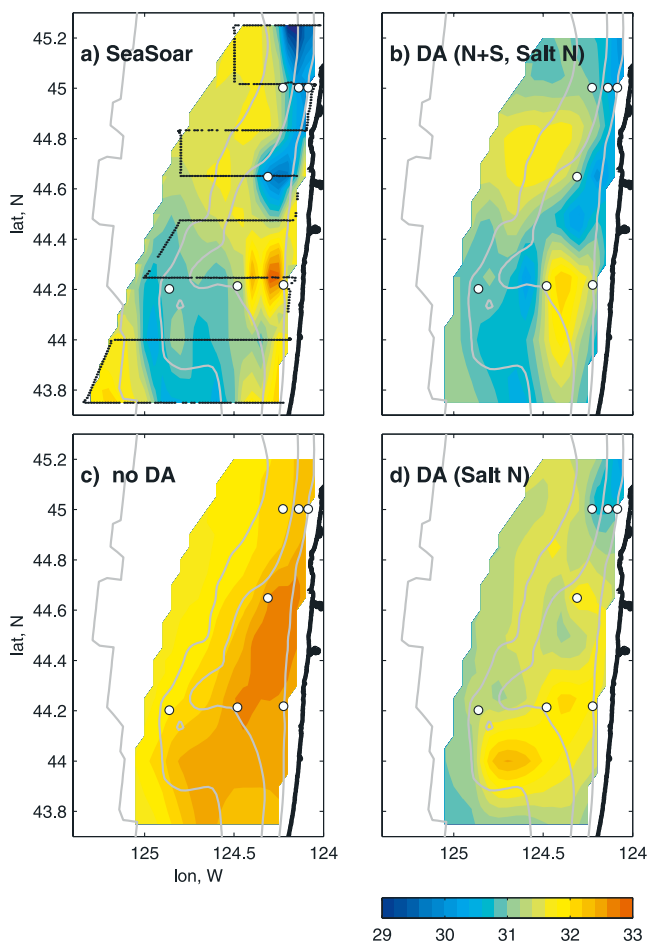 a) SeaSoar
b) DA (N+S, Salt N)
45.2
45
44.8
44.6
44.4
44.2
44
43.8
lat, N
c) no DA
d) DA (Salt N)
45.2
45
44.8
44.6
44.4
44.2
44
43.8
lat, N
125 124.5 124
125 124.5 124
lon, W
29 30 31 32 33